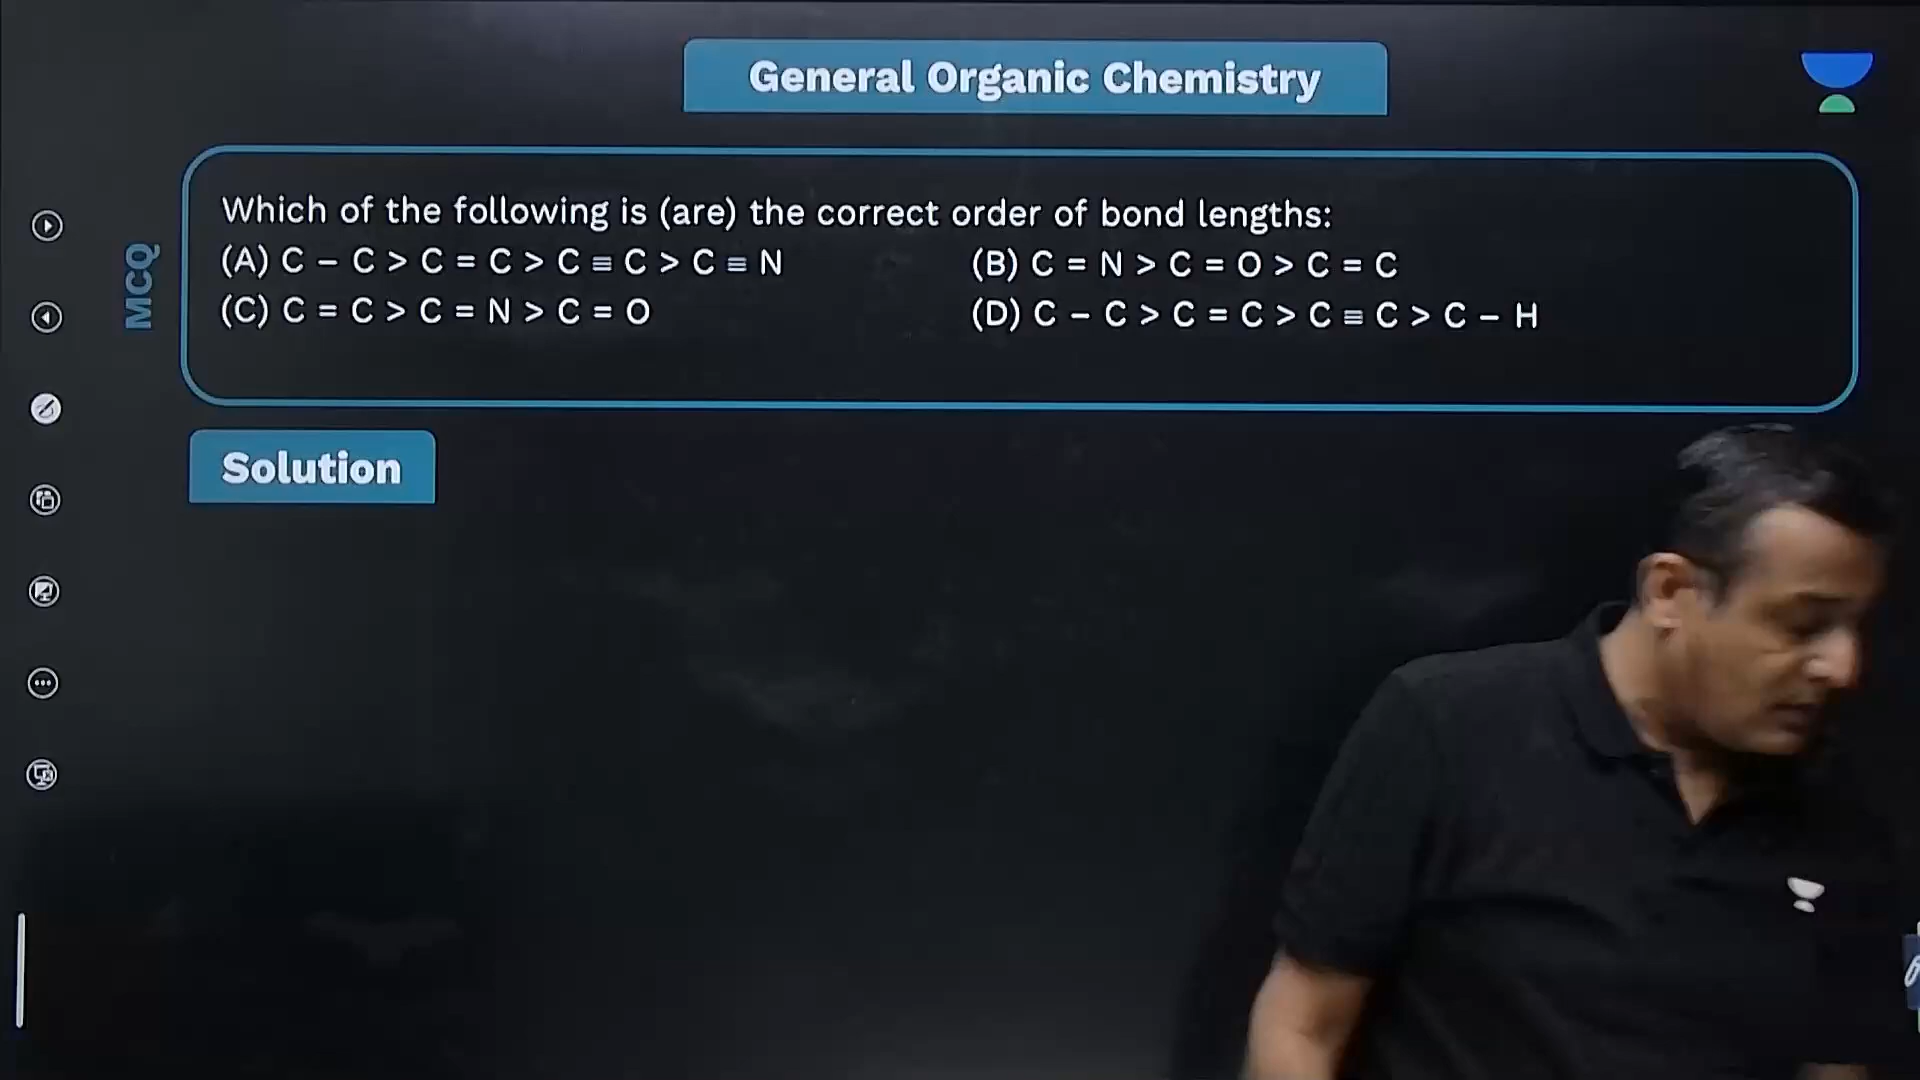 General Organic Chemistry
MCQ
Which of the following is (are) the correct order of bond lengths:
(A) C – C > C = C > C ≡ C > C ≡ N
(B) C = N > C = O > C = C
(C) C = C > C = N > C = O
(D) C – C > C = C > C ≡ C > C – H
Solution